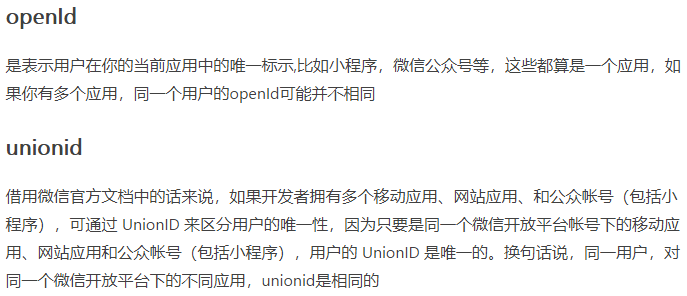 openId
是表示用户在你的当前应用中的唯一标示,比如小程序，微信公众号等，这些都算是一个应用，如
果你有多个应用，同一个用户的openId可能并不相同
unionid
借用微信官方文档中的话来说，如果开发者拥有多个移动应用、网站应用、和公众帐号（包括小
程序），可通过 UnionID 来区分用户的唯一性，因为只要是同一个微信开放平台帐号下的移动应
用、网站应用和公众帐号（包括小程序），用户的 UnionID 是唯一的。换句话说，同一用户，对
同一个微信开放平台下的不同应用，unionid是相同的